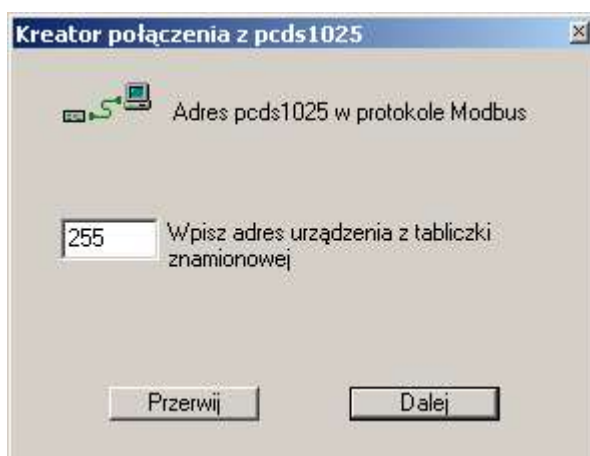 Kreator połączenia z pcds1025
Adres pcds1025 w protokole Modbus
255
Wpisz adres urządzenia z tabliczki
znamionowej
Przerwij
Dalej